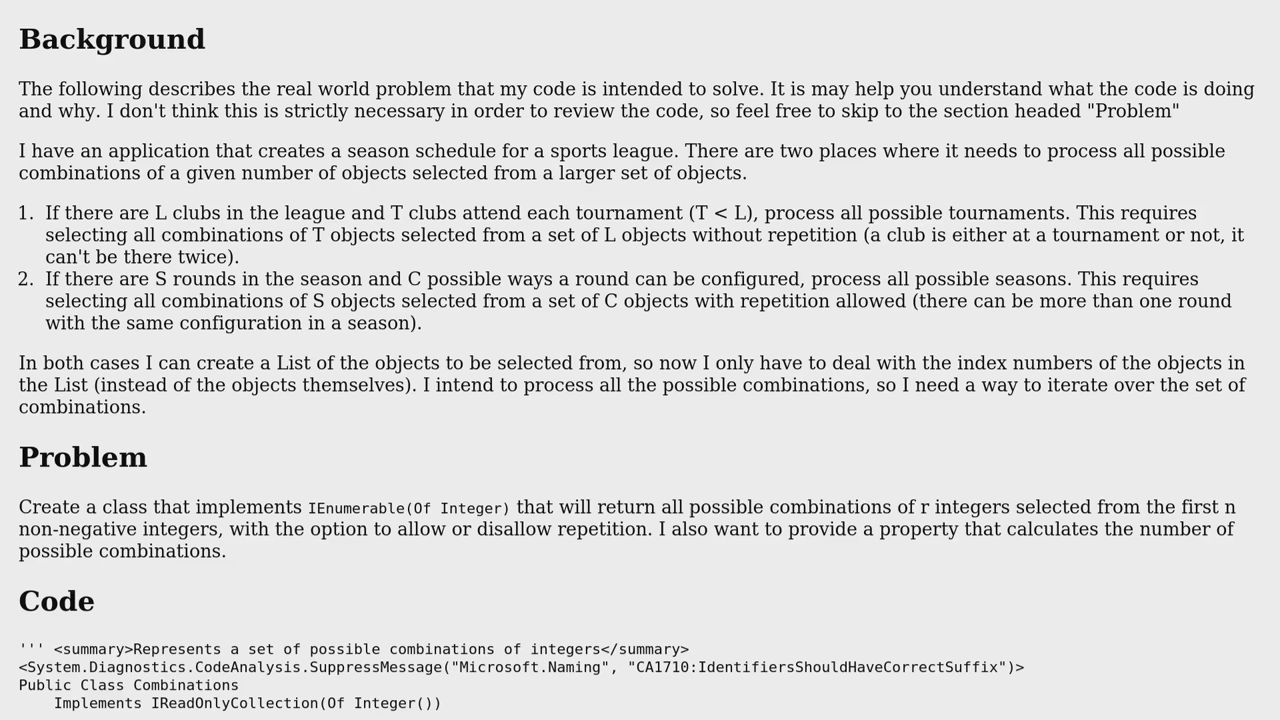 Background
The following describes the real world problem that my code is intended to solve. It is may help you understand what the code is doing
and why. I don't think this is strictly necessary in order to review the code, so feel free to skip to the section headed "Problem"
I have an application that creates a season schedule for a sports league. There are two places where it needs to process all possible
combinations of a given number of objects selected from a larger set of objects.
1. If there are L clubs in the league and T clubs attend each tournament (T < L), process all possible tournaments. This requires
selecting all combinations of T objects selected from a set of L objects without repetition (a club is either at a tournament or not, it
can't be there twice).
2. If there are S rounds in the season and C possible ways a round can be configured, process all possible seasons. This requires
selecting all combinations of S objects selected from a set of C objects with repetition allowed (there can be more than one round
with the same configuration in a season).
In both cases I can create a List of the objects to be selected from, so now I only have to deal with the index numbers of the objects in
the List (instead of the objects themselves). I intend to process all the possible combinations, so I need a way to iterate over the set of
combinations.
Problem
Create a class that implements IEnumerable(Of Integer) that will return all possible combinations of r integers selected from the first n
non-negative integers, with the option to allow or disallow repetition. I also want to provide a property that calculates the number of
possible combinations.
Code
''' <summary>Represents a set of possible combinations of integers</summary>
<System.Diagnostics.CodeAnalysis.SuppressMessage("Microsoft.Naming", "CA1710:IdentifiersShouldHaveCorrectSuffix")>
Public Class Combinations
    Implements IReadOnlyCollection(Of Integer())